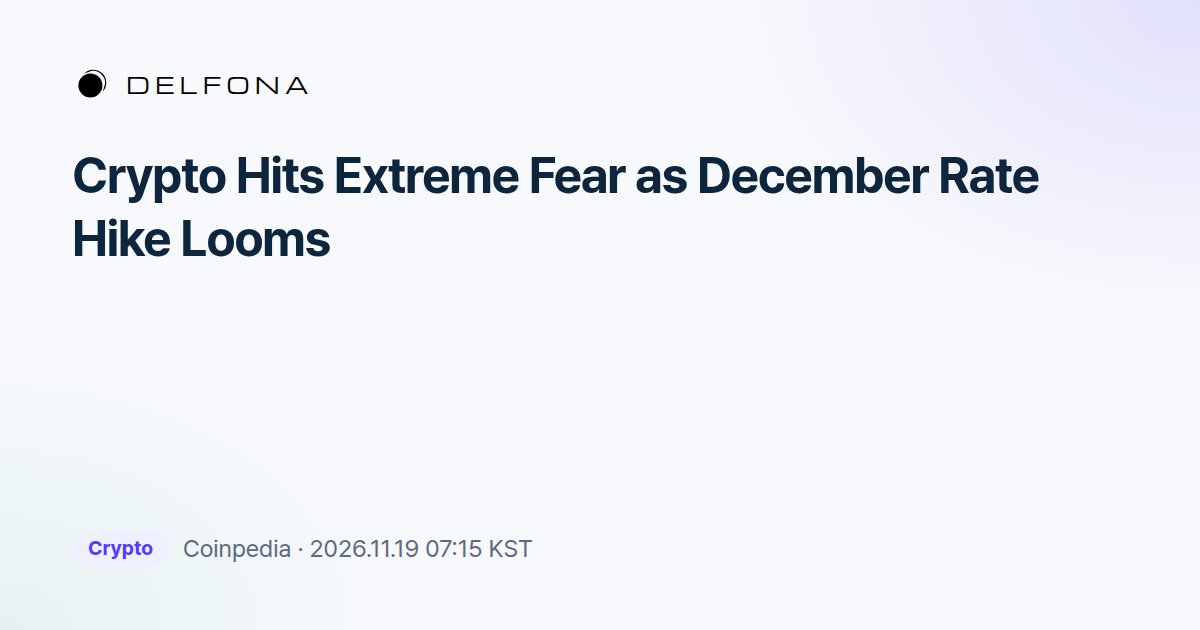 DELFONA
Crypto Hits Extreme Fear as December Rate
Hike Looms
Crypto Coinpedia · 2026.11.19 07:15 KST